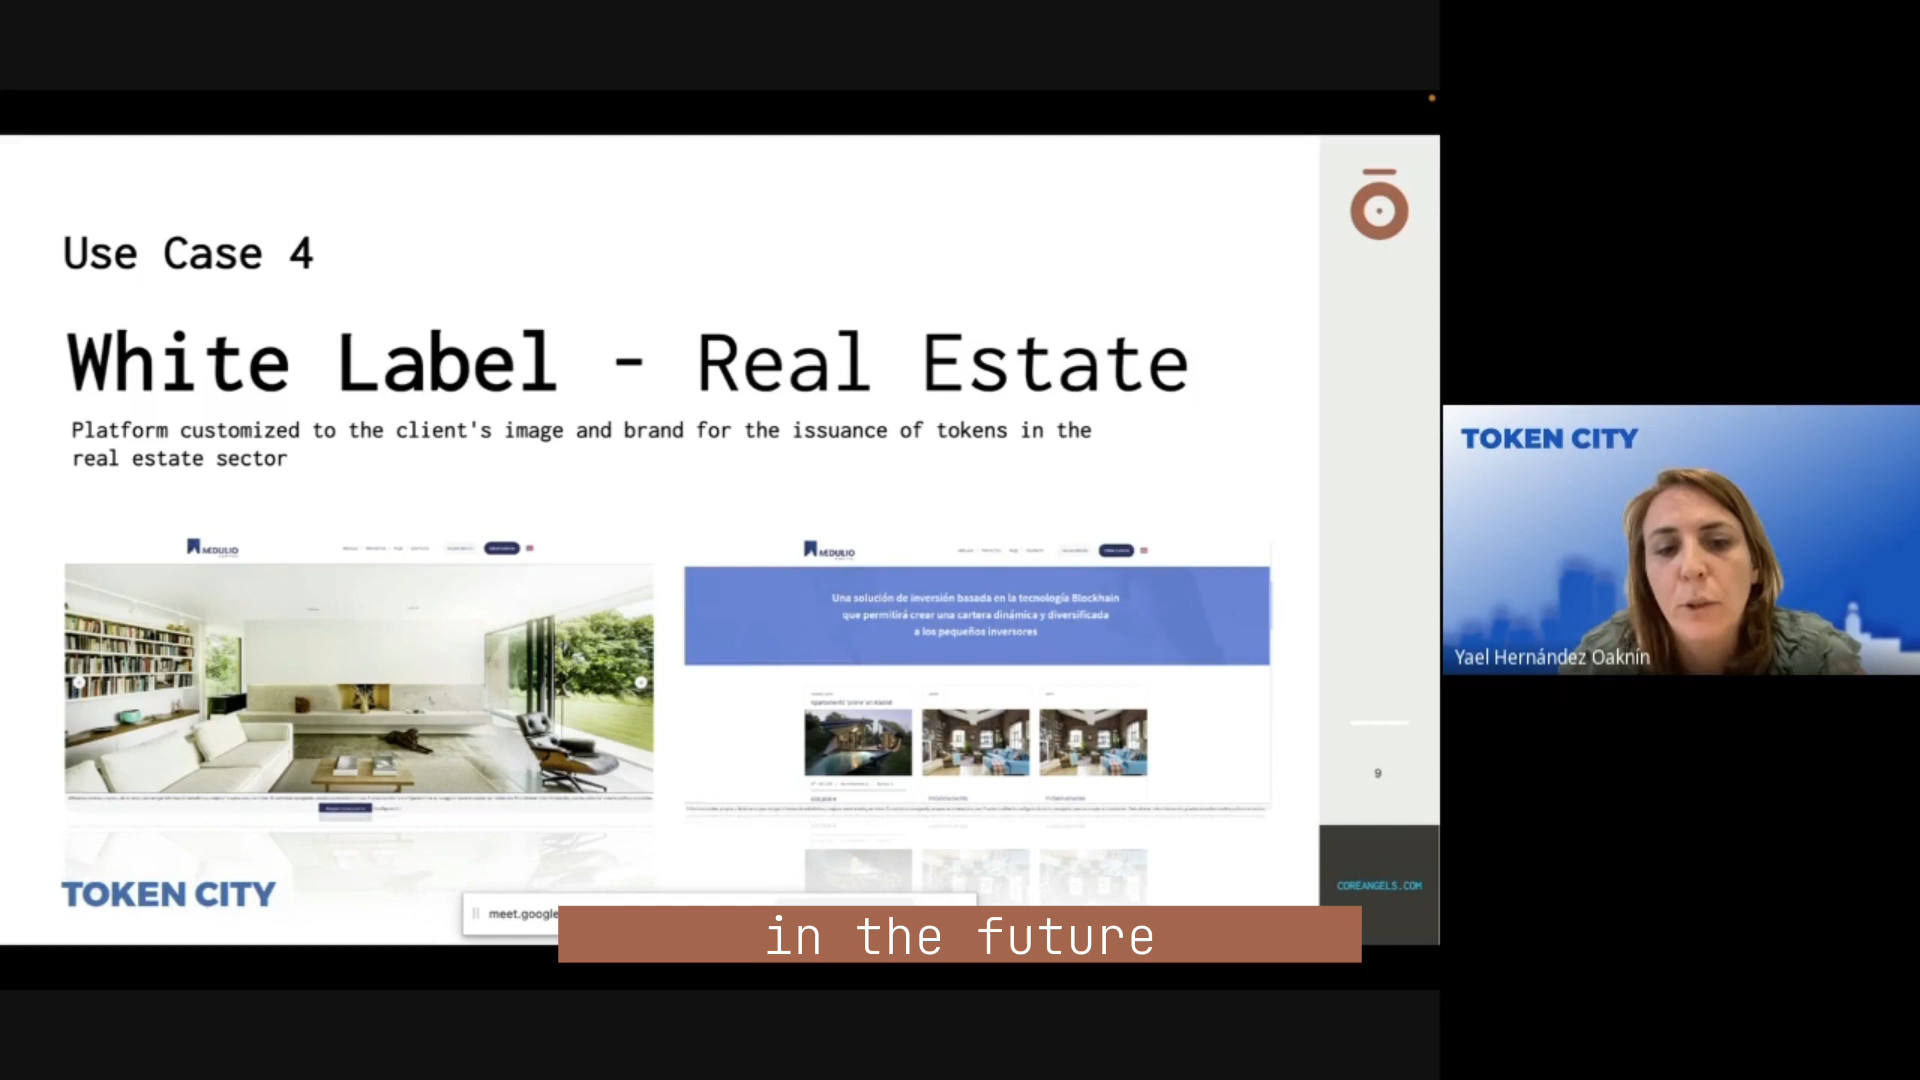 Use Case 4
White Label - Real Estate
Platform customized to the client's image and brand for the issuance of tokens in the
real estate sector
MEDULIO
MEDULIO
Una solución de inversión basada en la tecnología Blockhain
que permitirá crear una cartera dinámica y diversificada
a los pequeños inversores
TOKEN CITY
meet.google
in the future
9
COREANGELS.COM
TOKEN CITY
Yael Hernández Oaknín